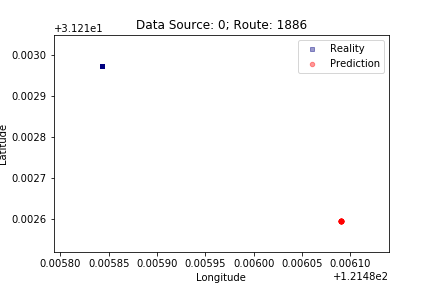 Data Source: 0; Route: 1886
+3.121e1
Reality
Prediction
0.0030
0.0029
0.0028
0.0027
0.0026
Latitude
0.00580 0.00585 0.00590 0.00595 0.00600 0.00605 0.00610
Longitude
+1.2148e2